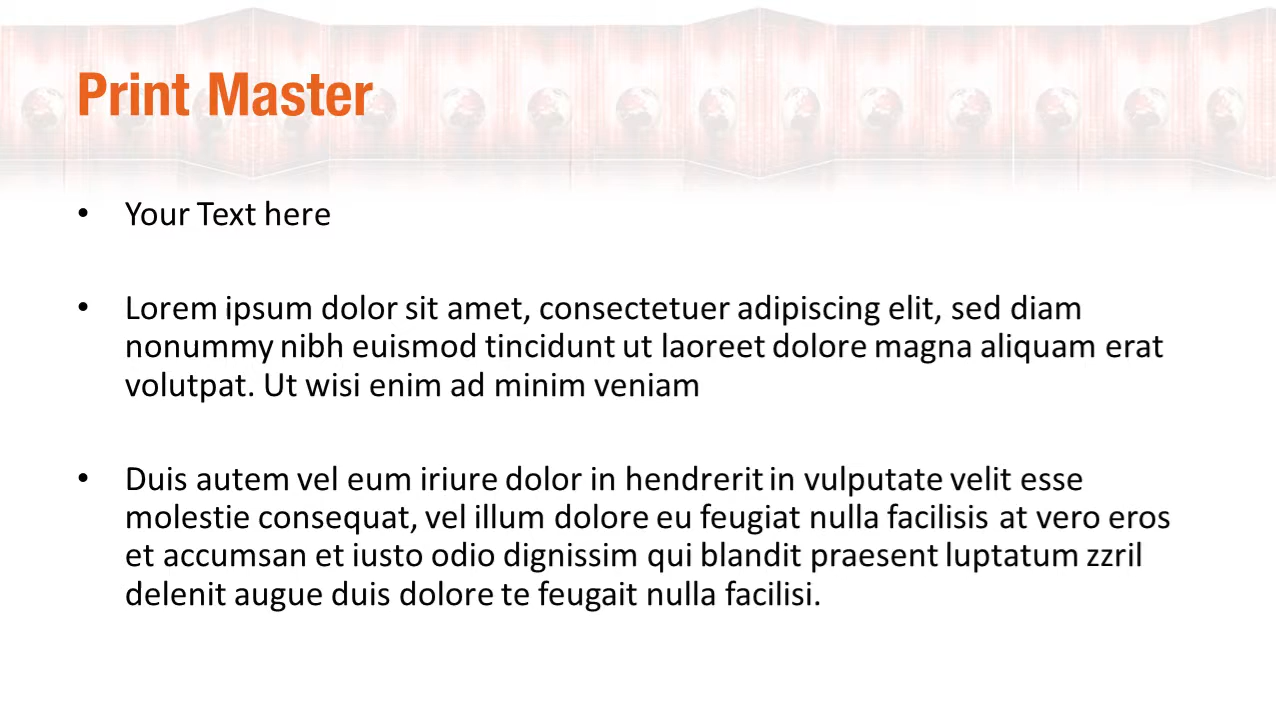 Print Master
• Your Text here
• Lorem ipsum dolor sit amet, consectetuer adipiscing elit, sed diam
nonummy nibh euismod tincidunt ut laoreet dolore magna aliquam erat
volutpat. Ut wisi enim ad minim veniam
• Duis autem vel eum iriure dolor in hendrerit in vulputate velit esse
molestie consequat, vel illum dolore eu feugiat nulla facilisis at vero eros
et accumsan et iusto odio dignissim qui blandit praesent luptatum zzril
delenit augue duis dolore te feugait nulla facilisi.